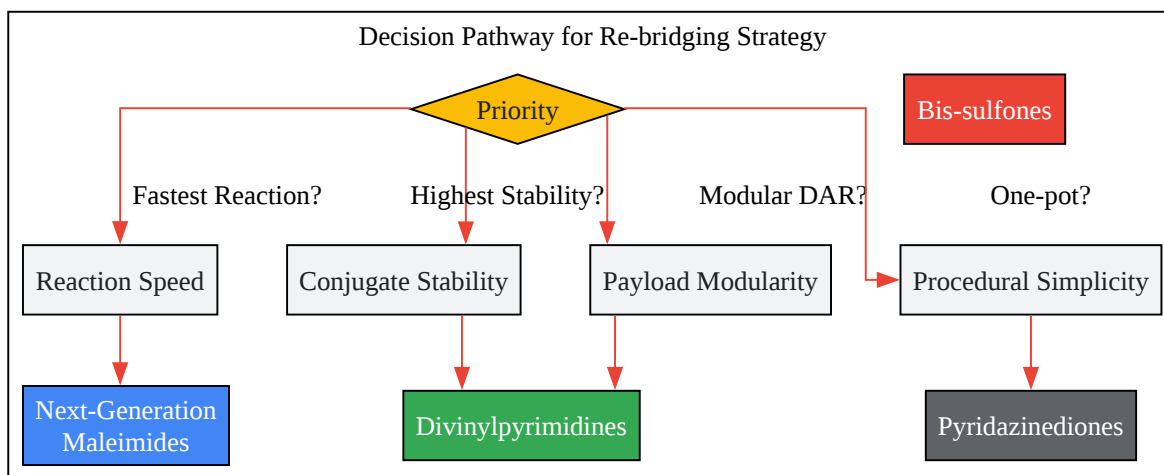 Decision Pathway for Re-bridging Strategy
Priority
Bis-sulfones
Fastest Reaction?
Highest Stability?
Modular DAR?
One-pot?
Reaction Speed
Conjugate Stability
Payload Modularity
Procedural Simplicity
Next-Generation
Maleimides
Divinylpyrimidines
Pyridazinediones